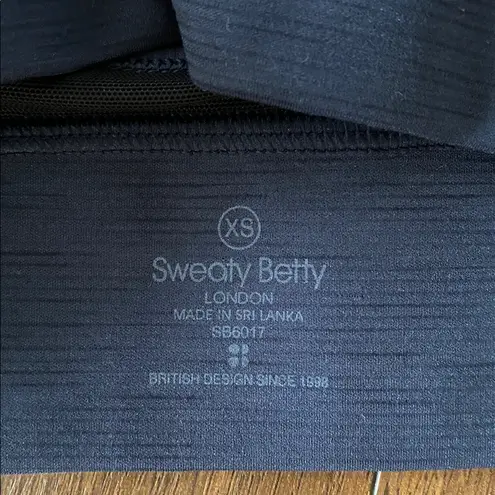 XS
Sweaty Betty
LONDON
MADE IN SRI LANKA
SB6017
BRITISH DESIGN SINCE 1998